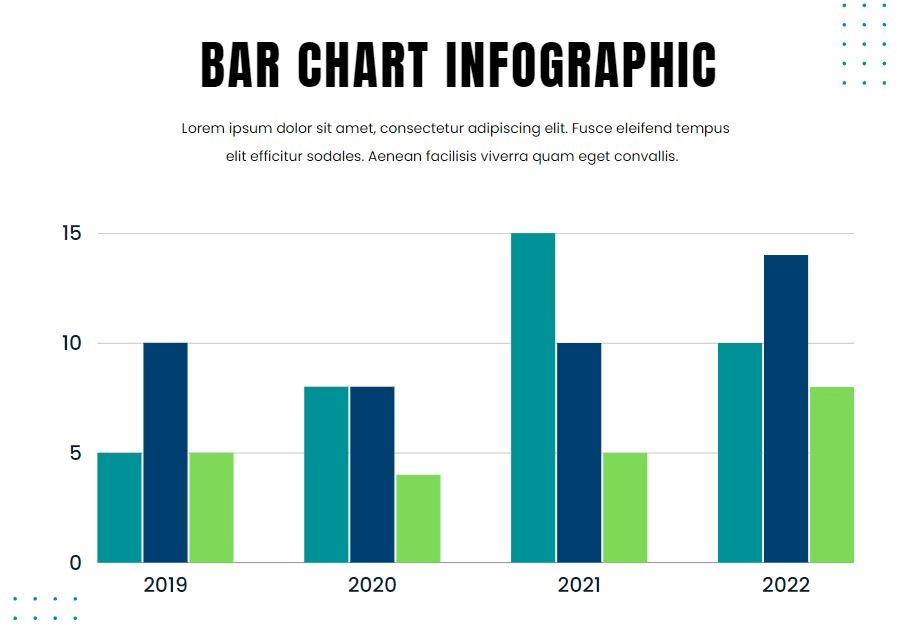 BAR CHART INFOGRAPHIC
Lorem ipsum dolor sit amet, consectetur adipiscing elit. Fusce eleifend tempus
elit efficitur sodales. Aenean facilisis viverra quam eget convallis.
15
10
5
0
2019 2020 2021 2022